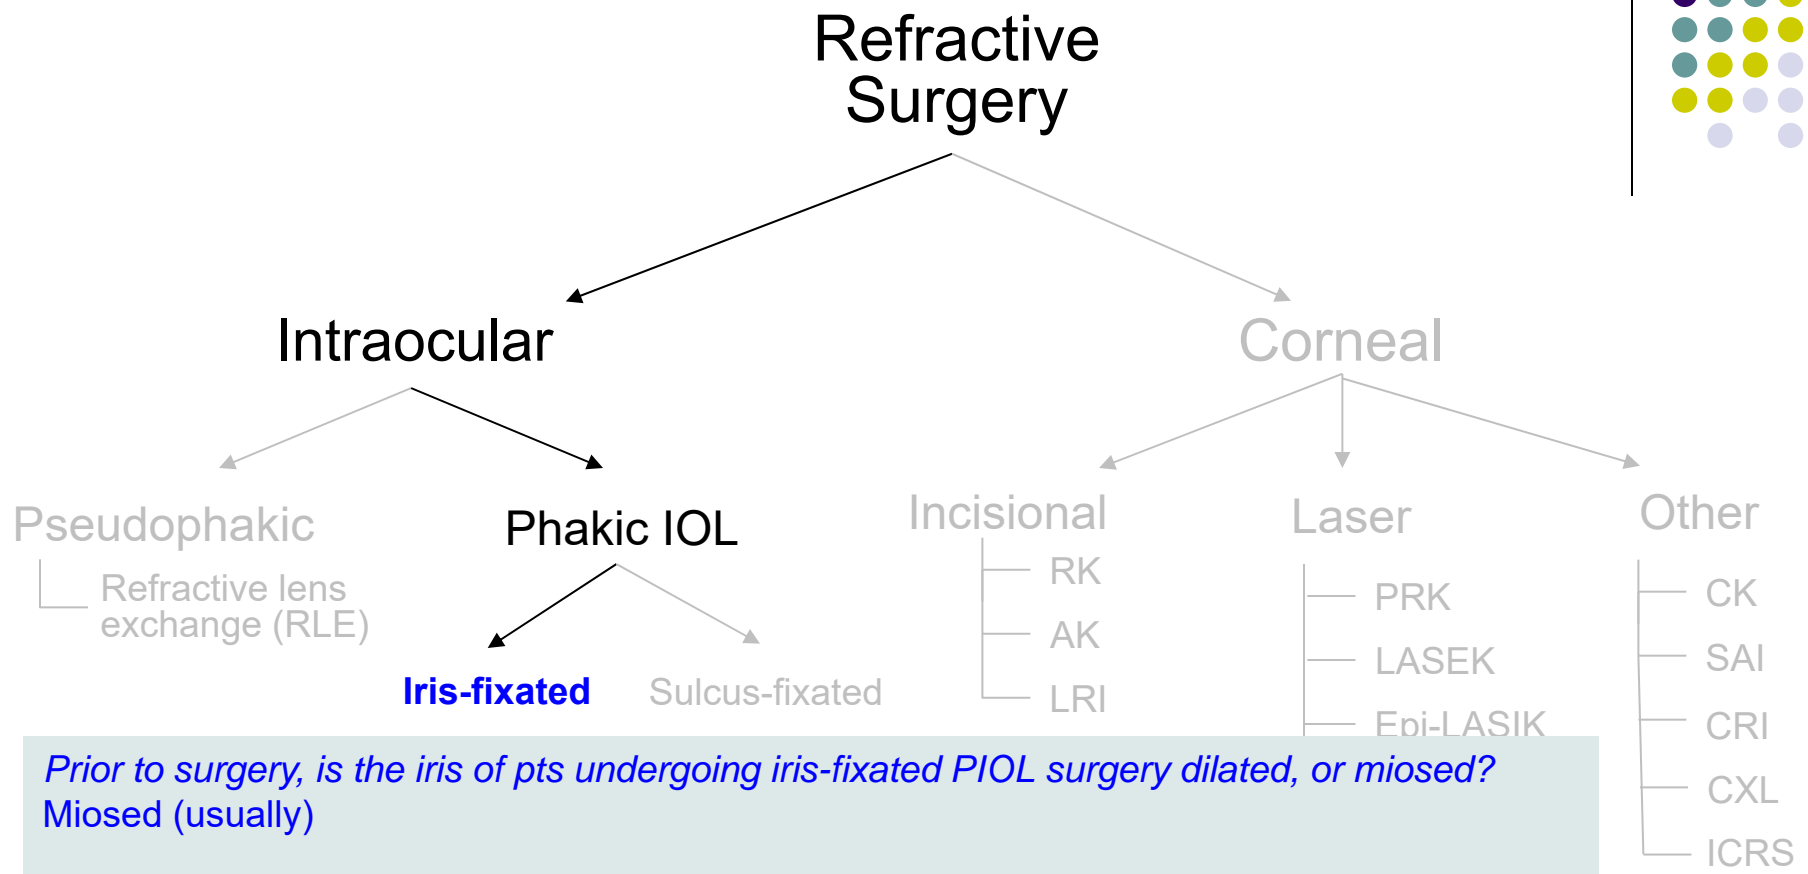 Refractive
Surgery
Intraocular
Corneal
Pseudophakic
Refractive lens
exchange (RLE)
Phakic IOL
Iris-fixated
Sulcus-fixated
Incisional
RK
AK
LRI
Laser
PRK
LASEK
Epi-LASIK
Other
CK
SAI
CRI
CXL
ICRS
Prior to surgery, is the iris of pts undergoing iris-fixated PIOL surgery dilated, or miosed?
Miosed (usually)